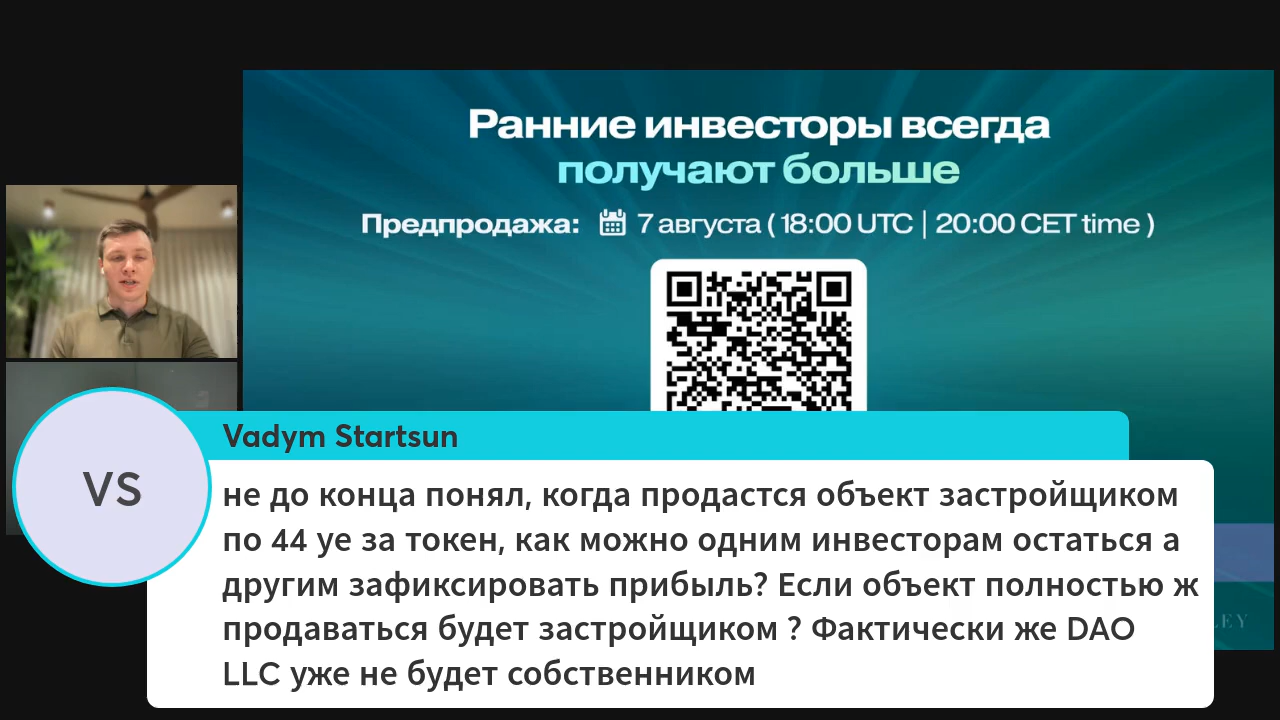 Ранние инвесторы всегда
получают больше
Предпродажа: 7 августа ( 18:00 UTC | 20:00 CET time )
VS
Vadym Startsun
не до конца понял, когда продастся объект застройщиком
по 44 уе за токен, как можно одним инвесторам остаться а
другим зафиксировать прибыль? Если объект полностью ж
продаваться будет застройщиком ? Фактически же DAO
LLC уже не будет собственником